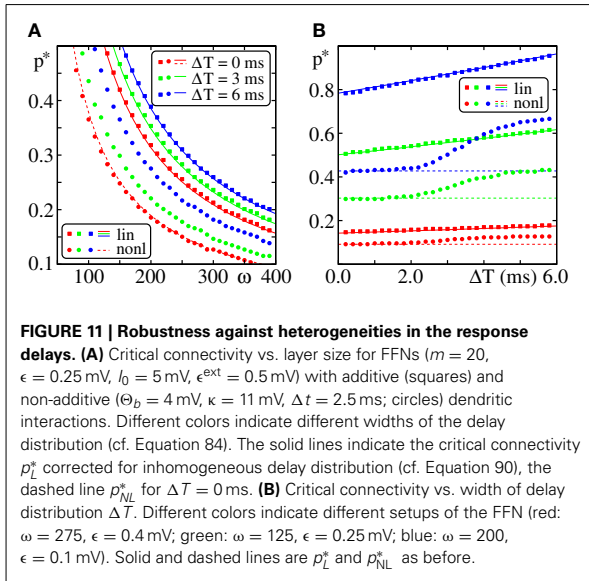 A
p*
0.4
0.3
0.2
0.1
ΔT = 0 ms
ΔT = 3 ms
ΔT = 6 ms
lin
nonl
100
200
300
ω
400
B
p*
0.8
0.6
0.4
0.2
lin
nonl
0.0
2.0
4.0
ΔT (ms)
6.0
FIGURE 11 | Robustness against heterogeneities in the response
delays. (A) Critical connectivity vs. layer size for FFNs (m = 20,
ϵ = 0.25 mV, l₀ = 5 mV, ϵᵉˣᵗ = 0.5 mV) with additive (squares) and
non-additive (Θ_b = 4 mV, κ = 11 mV, Δt = 2.5 ms; circles) dendritic
interactions. Different colors indicate different widths of the delay
distribution (cf. Equation 84). The solid lines indicate the critical connectivity
p*_L corrected for inhomogeneous delay distribution (cf. Equation 90), the
dashed line p*_NL for ΔT = 0 ms. (B) Critical connectivity vs. width of delay
distribution ΔT. Different colors indicate different setups of the FFN (red:
ω = 275, ϵ = 0.4 mV; green: ω = 125, ϵ = 0.25 mV; blue: ω = 200,
ϵ = 0.1 mV). Solid and dashed lines are p*_L and p*_NL as before.